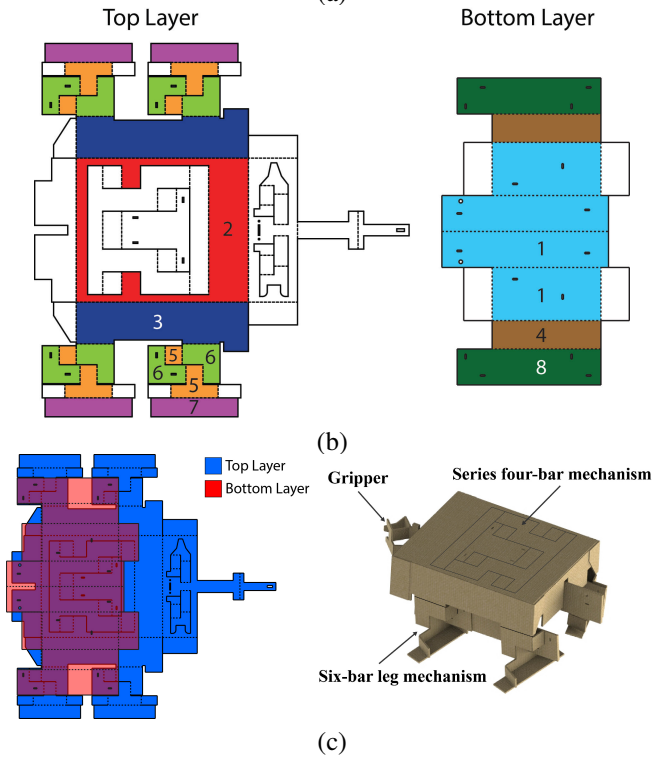 (a)
Top Layer
Bottom Layer
2
3
5
6
6
5
7
1
1
4
8
(b)
Top Layer
Bottom Layer
Gripper
Series four-bar mechanism
Six-bar leg mechanism
(c)